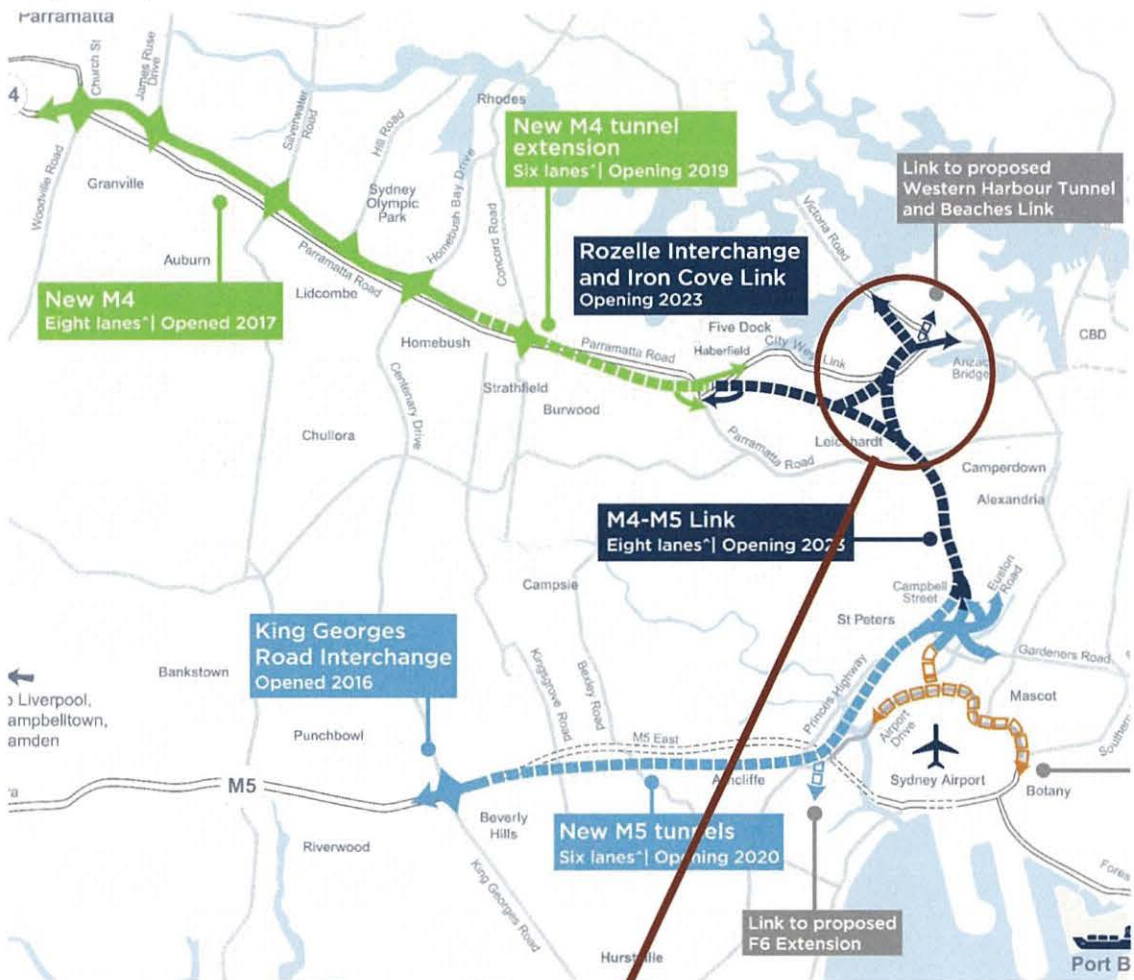 Parramatta
Church St
James Ruse
Drive
4
Silverwater
Road
Hill Road
Rhodes
Woodville Road
Granville
Sydney
Olympic
Park
Homebush Bay Drive
Concord Road
New M4 tunnel
extension
Six lanes^| Opening 2019
Link to proposed
Western Harbour Tunnel
and Beaches Link
Victoria Road
Auburn
Parramatta Road
Lidcombe
Rozelle Interchange
and Iron Cove Link
Opening 2023
New M4
Eight lanes^| Opened 2017
Homebush
Five Dock
Parramatta Road
Haberfield
City West Link
CBD
Anzac
Bridge
Strathfield
Burwood
Centenary Drive
Chullora
Parramatta Road
Leichhardt
Camperdown
Alexandria
M4-M5 Link
Eight lanes^| Opening 2023
Campsie
Campbell
Street
Euston
Road
St Peters
King Georges
Road Interchange
Opened 2016
Bankstown
Kingsgrove Road
Bexley Road
Princes Highway
Gardeners Road
Liverpool,
ampbelltown,
amden
Punchbowl
M5 East
Airport
Drive
Mascot
Southern
M5
Arncliffe
Sydney Airport
Botany
Beverly
Hills
Riverwood
New M5 tunnels
Six lanes^| Opening 2020
King Georges Road
Fores
Link to proposed
F6 Extension
Hurstville
Port B